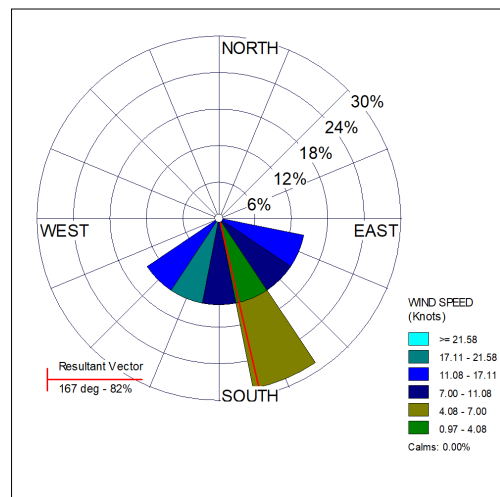 NORTH
30%
24%
18%
12%
6%
WEST
EAST
WIND SPEED
(Knots)
>= 21.58
17.11 - 21.58
11.08 - 17.11
7.00 - 11.08
4.08 - 7.00
0.97 - 4.08
Calms: 0.00%
Resultant Vector
167 deg - 82%
SOUTH